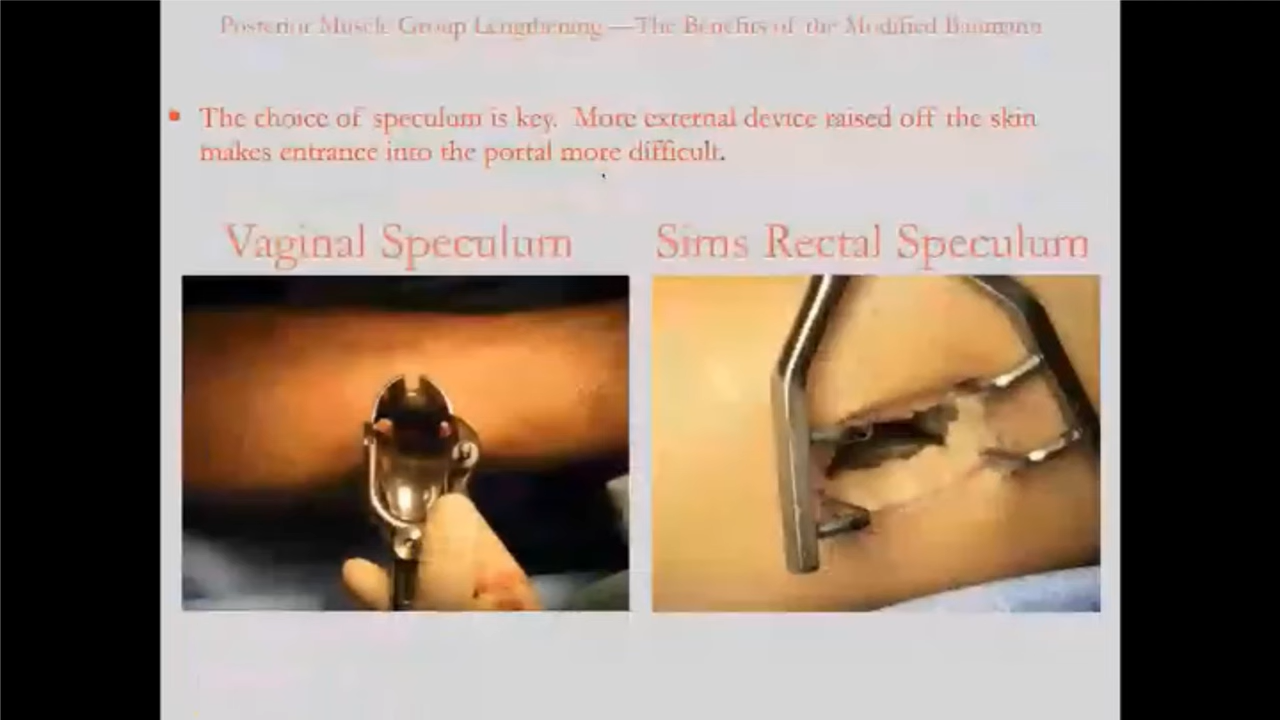 Posterior Muscle Group Lengthening—The Benefits of the Modified Baumann
The choice of speculum is key. More external device raised off the skin
makes entrance into the portal more difficult.
Vaginal Speculum
Sims Rectal Speculum